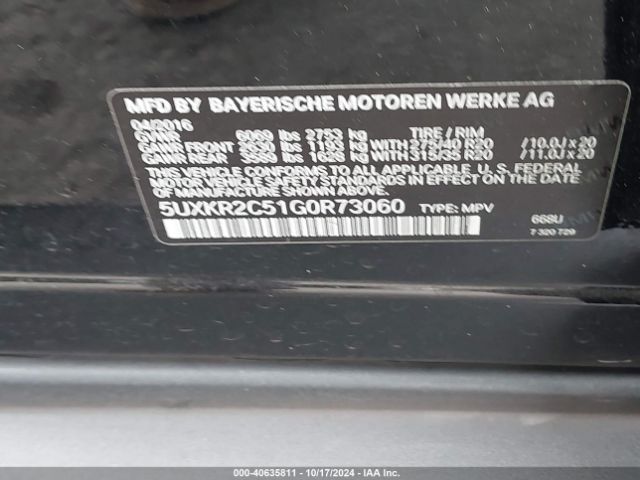 MFD BY BAYERISCHE MOTOREN WERKE AG
04/2016
GVWR 6069 lbs 2753 kg TIRE / RIM
GAWR FRONT 2630 lbs 1193 kg WITH 275/40 R20 / 10.0J x 20
GAWR REAR 3589 lbs 1628 kg WITH 315/35 R20 / 11.0J x 20
THIS VEHICLE CONFORMS TO ALL APPLICABLE U.S. FEDERAL
MOTOR VEHICLE SAFETY STANDARDS IN EFFECT ON THE DATE OF
MANUFACTURE SHOWN ABOVE.
5UXKR2C51G0R73060 TYPE: MPV
668U
7 320 729
000-40635811 - 10/17/2024 - IAA Inc.